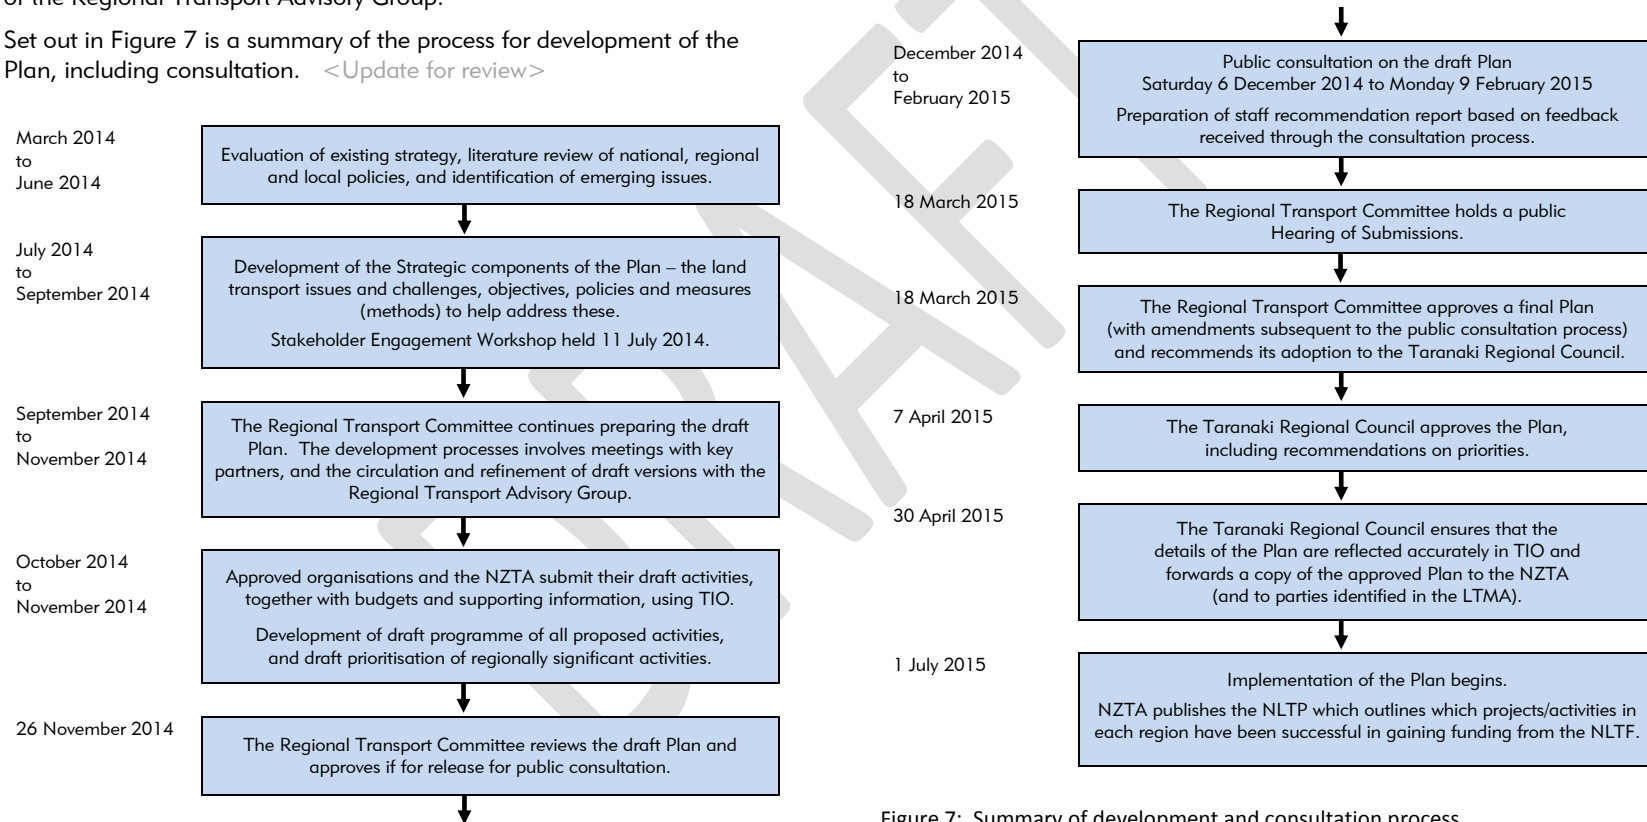 of the Regional Transport Advisory Group.
Set out in Figure 7 is a summary of the process for development of the
Plan, including consultation. <Update for review>
March 2014
to
June 2014
Evaluation of existing strategy, literature review of national, regional
and local policies, and identification of emerging issues.
July 2014
to
September 2014
Development of the Strategic components of the Plan – the land
transport issues and challenges, objectives, policies and measures
(methods) to help address these.
Stakeholder Engagement Workshop held 11 July 2014.
September 2014
to
November 2014
The Regional Transport Committee continues preparing the draft
Plan. The development processes involves meetings with key
partners, and the circulation and refinement of draft versions with the
Regional Transport Advisory Group.
October 2014
to
November 2014
Approved organisations and the NZTA submit their draft activities,
together with budgets and supporting information, using TIO.
Development of draft programme of all proposed activities,
and draft prioritisation of regionally significant activities.
26 November 2014
The Regional Transport Committee reviews the draft Plan and
approves if for release for public consultation.
December 2014
to
February 2015
Public consultation on the draft Plan
Saturday 6 December 2014 to Monday 9 February 2015
Preparation of staff recommendation report based on feedback
received through the consultation process.
18 March 2015
The Regional Transport Committee holds a public
Hearing of Submissions.
18 March 2015
The Regional Transport Committee approves a final Plan
(with amendments subsequent to the public consultation process)
and recommends its adoption to the Taranaki Regional Council.
7 April 2015
The Taranaki Regional Council approves the Plan,
including recommendations on priorities.
30 April 2015
The Taranaki Regional Council ensures that the
details of the Plan are reflected accurately in TIO and
forwards a copy of the approved Plan to the NZTA
(and to parties identified in the LTMA).
1 July 2015
Implementation of the Plan begins.
NZTA publishes the NLTP which outlines which projects/activities in
each region have been successful in gaining funding from the NLTF.
Figure 7: Summary of development and consultation process
DRAFT